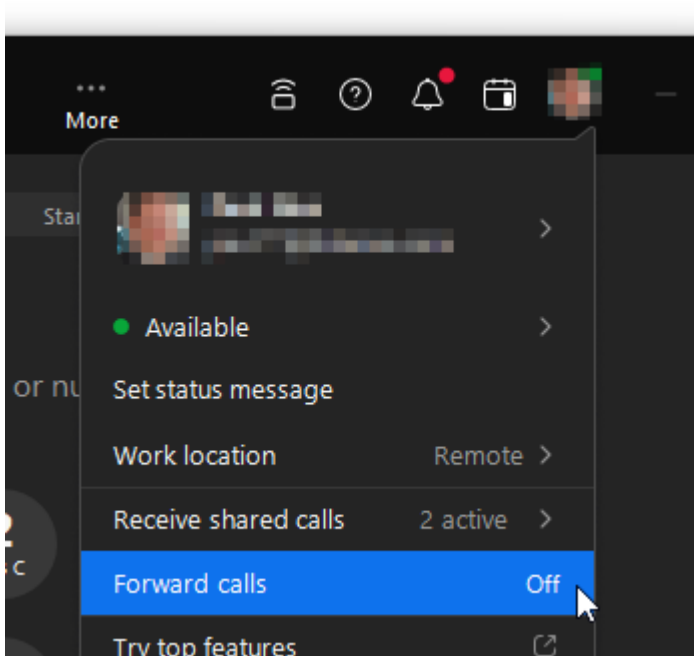 More
Star
Available
or nu
Set status message
Work location Remote
Receive shared calls 2 active
2
C
Forward calls Off
Try top features